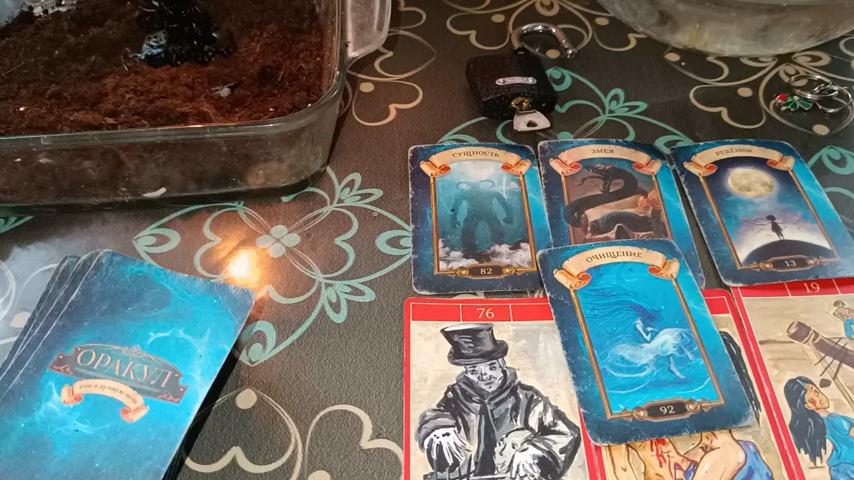 СУЩНОСТЬ
82
ЗМЕЯ
РЕБЁНОК
13
ОЧИЩЕНИЕ
92
76
19
ОРАКУЛ